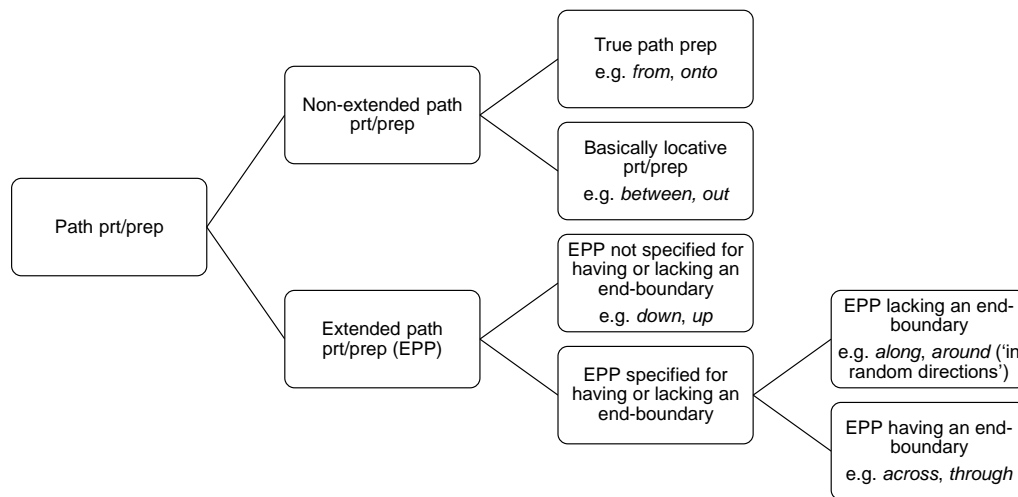 Path prt/prep
Non-extended path
prt/prep
True path prep
e.g. from, onto
Basically locative
prt/prep
e.g. between, out
Extended path
prt/prep (EPP)
EPP not specified for
having or lacking an
end-boundary
e.g. down, up
EPP specified for
having or lacking an
end-boundary
EPP lacking an end-
boundary
e.g. along, around (‘in
random directions’)
EPP having an end-
boundary
e.g. across, through